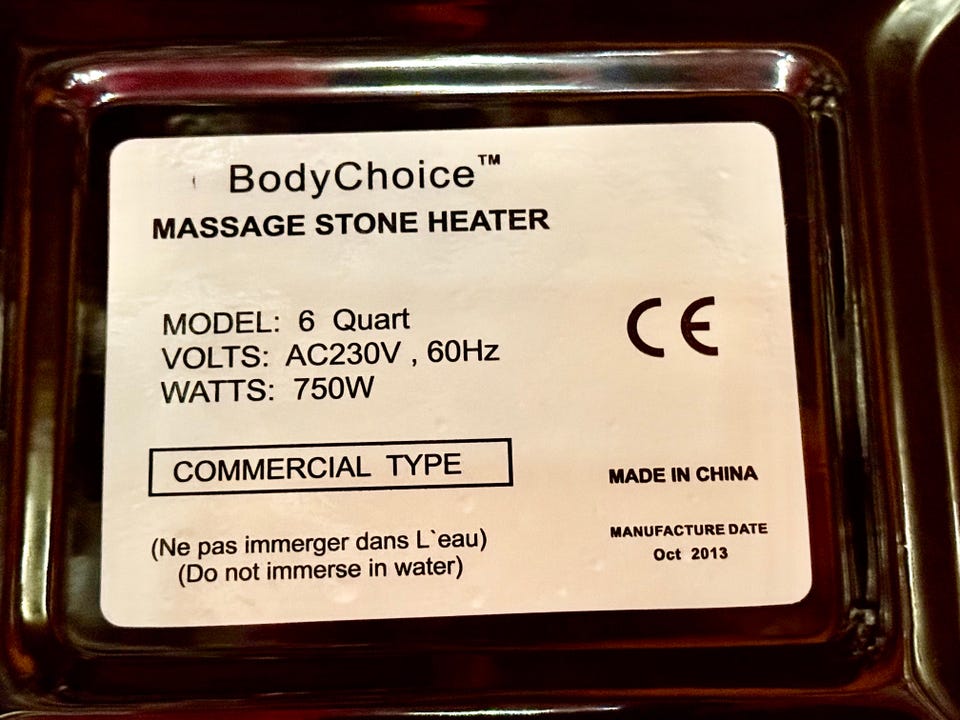 BodyChoice™
MASSAGE STONE HEATER
MODEL: 6 Quart
VOLTS: AC230V , 60Hz
WATTS: 750W
CE
COMMERCIAL TYPE
MADE IN CHINA
(Ne pas immerger dans L`eau)
(Do not immerse in water)
MANUFACTURE DATE
Oct 2013